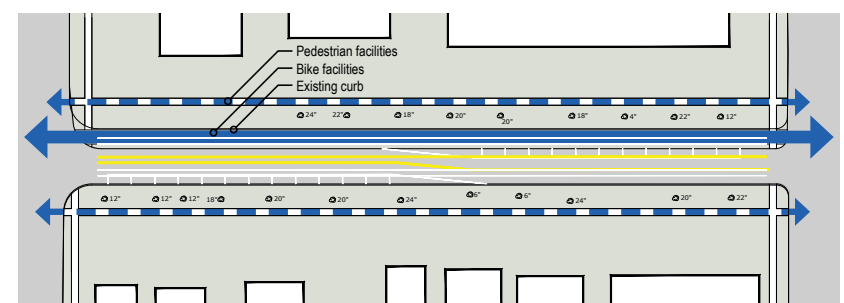 Pedestrian facilities
Bike facilities
Existing curb
24" 22" 18" 20" 20" 18" 4" 22" 12"
12" 12" 12" 18" 20" 20" 24" 6" 6" 24" 20" 22"